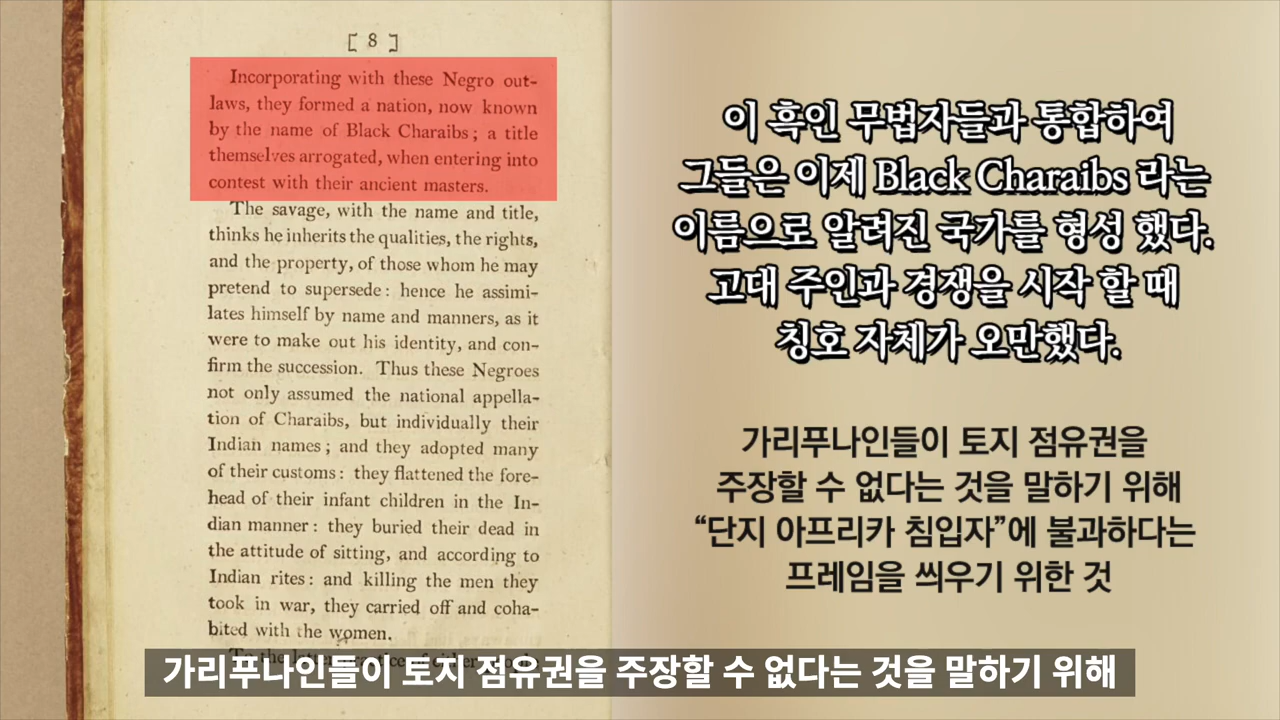 [ 8 ]
Incorporating with these Negro out-
laws, they formed a nation, now known
by the name of Black Charaibs; a title
themselves arrogated, when entering into
contest with their ancient masters.
The savage, with the name and title,
thinks he inherits the qualities, the rights,
and the property, of those whom he may
pretend to supersede: hence he assimi-
lates himself by name and manners, as it
were to make out his identity, and con-
firm the succession. Thus these Negroes
not only assumed the national appella-
tion of Charaibs, but individually their
Indian names; and they adopted many
of their customs: they flattened the fore-
head of their infant children in the In-
dian manner: they buried their dead in
the attitude of sitting, and according to
Indian rites: and killing the men they
took in war, they carried off and coha-
bited with the women.
이 흑인 무법자들과 통합하여
그들은 이제 Black Charaibs 라는
이름으로 알려진 국가를 형성 했다.
고대 주인과 경쟁을 시작 할 때
칭호 자체가 오만했다.
가리푸나인들이 토지 점유권을
주장할 수 없다는 것을 말하기 위해
“단지 아프리카 침입자”에 불과하다는
프레임을 씌우기 위한 것
가리푸나인들이 토지 점유권을 주장할 수 없다는 것을 말하기 위해